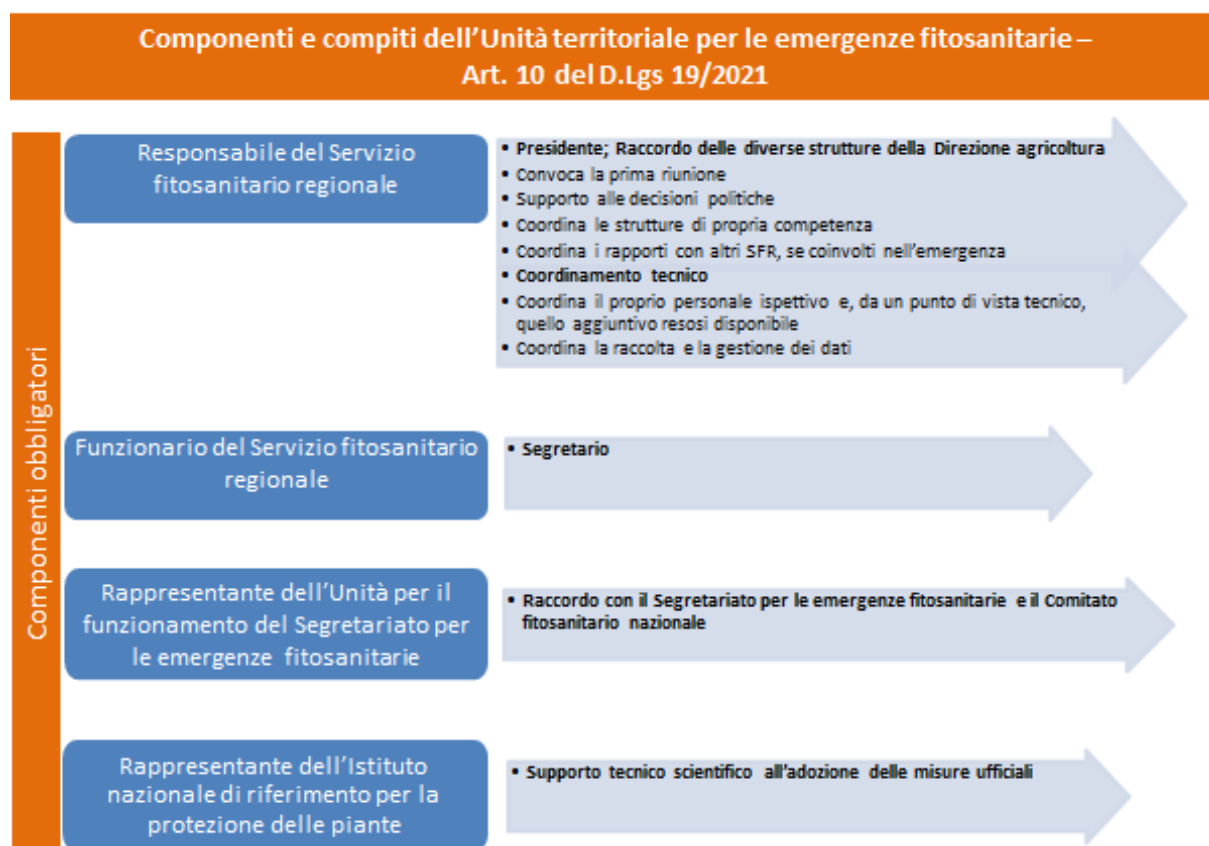 Componenti e compiti dell’Unità territoriale per le emergenze fitosanitarie –
Art. 10 del D.Lgs 19/2021
Componenti obbligatori
Responsabile del Servizio
fitosanitario regionale
• Presidente; Raccordo delle diverse strutture della Direzione agricoltura
• Convoca la prima riunione
• Supporto alle decisioni politiche
• Coordina le strutture di propria competenza
• Coordina i rapporti con altri SFR, se coinvolti nell’emergenza
• Coordinamento tecnico
• Coordina il proprio personale ispettivo e, da un punto di vista tecnico,
quello aggiuntivo resosi disponibile
• Coordina la raccolta e la gestione dei dati
Funzionario del Servizio fitosanitario
regionale
• Segretario
Rappresentante dell’Unità per il
funzionamento del Segretariato per
le emergenze fitosanitarie
• Raccordo con il Segretariato per le emergenze fitosanitarie e il Comitato
fitosanitario nazionale
Rappresentante dell’Istituto
nazionale di riferimento per la
protezione delle piante
• Supporto tecnico scientifico all’adozione delle misure ufficiali